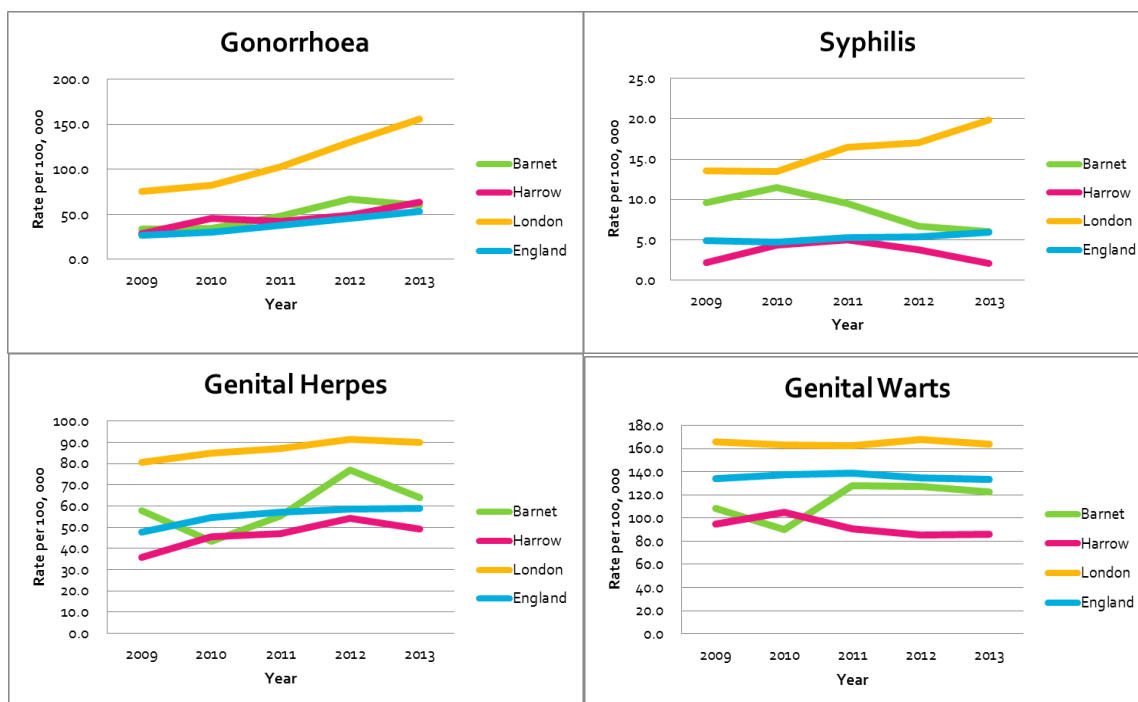 Gonorrhoea
200.0
150.0
100.0
50.0
0.0
Rate per 100, 000
2009 2010 2011 2012 2013
Year
Barnet
Harrow
London
England
Syphilis
25.0
20.0
15.0
10.0
5.0
0.0
Rate per 100, 000
2009 2010 2011 2012 2013
Year
Barnet
Harrow
London
England
Genital Herpes
100.0
90.0
80.0
70.0
60.0
50.0
40.0
30.0
20.0
10.0
0.0
Rate per 100, 000
2009 2010 2011 2012 2013
Year
Barnet
Harrow
London
England
Genital Warts
180.0
160.0
140.0
120.0
100.0
80.0
60.0
40.0
20.0
0.0
Rate per 100, 000
2009 2010 2011 2012 2013
Year
Barnet
Harrow
London
England